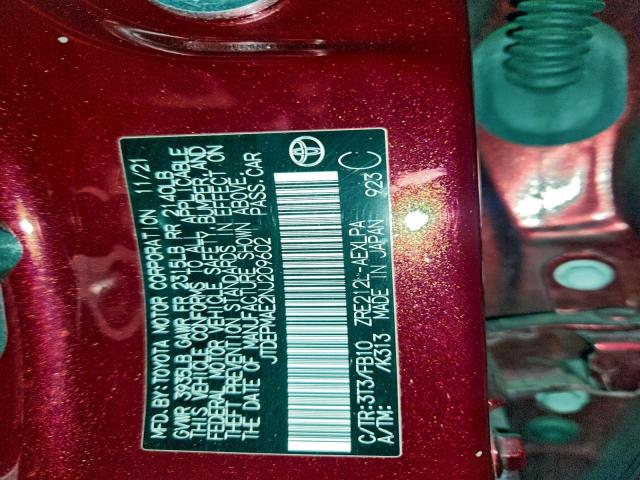 MFD. BY: TOYOTA MOTOR CORPORATION 11/21
GVWR 3935LB GAWR FR 2315LB RR 2140LB
THIS VEHICLE CONFORMS TO ALL APPLICABLE
FEDERAL MOTOR VEHICLE SAFETY, BUMPER, AND
THEFT PREVENTION STANDARDS IN EFFECT ON
THE DATE OF MANUFACTURE SHOWN ABOVE.
JTDEPMAE2NJ209602 PASS. CAR
C/TR: 3T3/FB10 ZRE212L-AEXLPA 923
A/TM: /K313 MADE IN JAPAN C